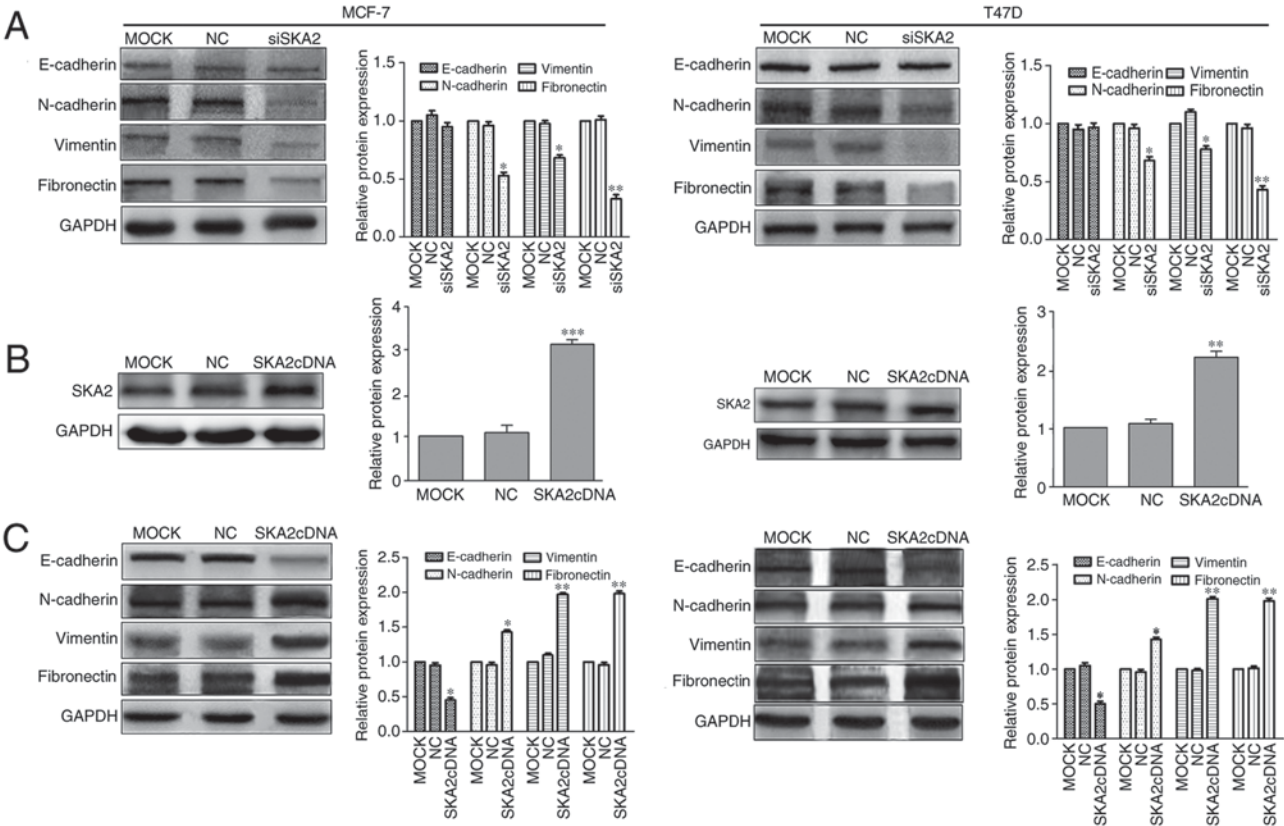 A
MCF-7
T47D
MOCK NC siSKA2
E-cadherin
N-cadherin
Vimentin
Fibronectin
GAPDH
Relative protein expression
1.5
1.0
0.5
0.0
E-cadherin Vimentin
N-cadherin Fibronectin
* * **
MOCK NC siSKA2 MOCK NC siSKA2 MOCK NC siSKA2 MOCK NC siSKA2
MOCK NC siSKA2
E-cadherin
N-cadherin
Vimentin
Fibronectin
GAPDH
Relative protein expression
1.5
1.0
0.5
0.0
E-cadherin Vimentin
N-cadherin Fibronectin
* * **
MOCK NC siSKA2 MOCK NC siSKA2 MOCK NC siSKA2 MOCK NC siSKA2
B
MOCK NC SKA2cDNA
SKA2
GAPDH
Relative protein expression
4
3
2
1
0
***
MOCK NC SKA2cDNA
MOCK NC SKA2cDNA
SKA2
GAPDH
Relative protein expression
3
2
1
0
**
MOCK NC SKA2cDNA
C
MOCK NC SKA2cDNA
E-cadherin
N-cadherin
Vimentin
Fibronectin
GAPDH
Relative protein expression
2.5
2.0
1.5
1.0
0.5
0.0
E-cadherin Vimentin
N-cadherin Fibronectin
* * ** **
MOCK NC SKA2cDNA MOCK NC SKA2cDNA MOCK NC SKA2cDNA MOCK NC SKA2cDNA
MOCK NC SKA2cDNA
E-cadherin
N-cadherin
Vimentin
Fibronectin
GAPDH
Relative protein expression
2.5
2.0
1.5
1.0
0.5
0.0
E-cadherin Vimentin
N-cadherin Fibronectin
* * ** **
MOCK NC SKA2cDNA MOCK NC SKA2cDNA MOCK NC SKA2cDNA MOCK NC SKA2cDNA